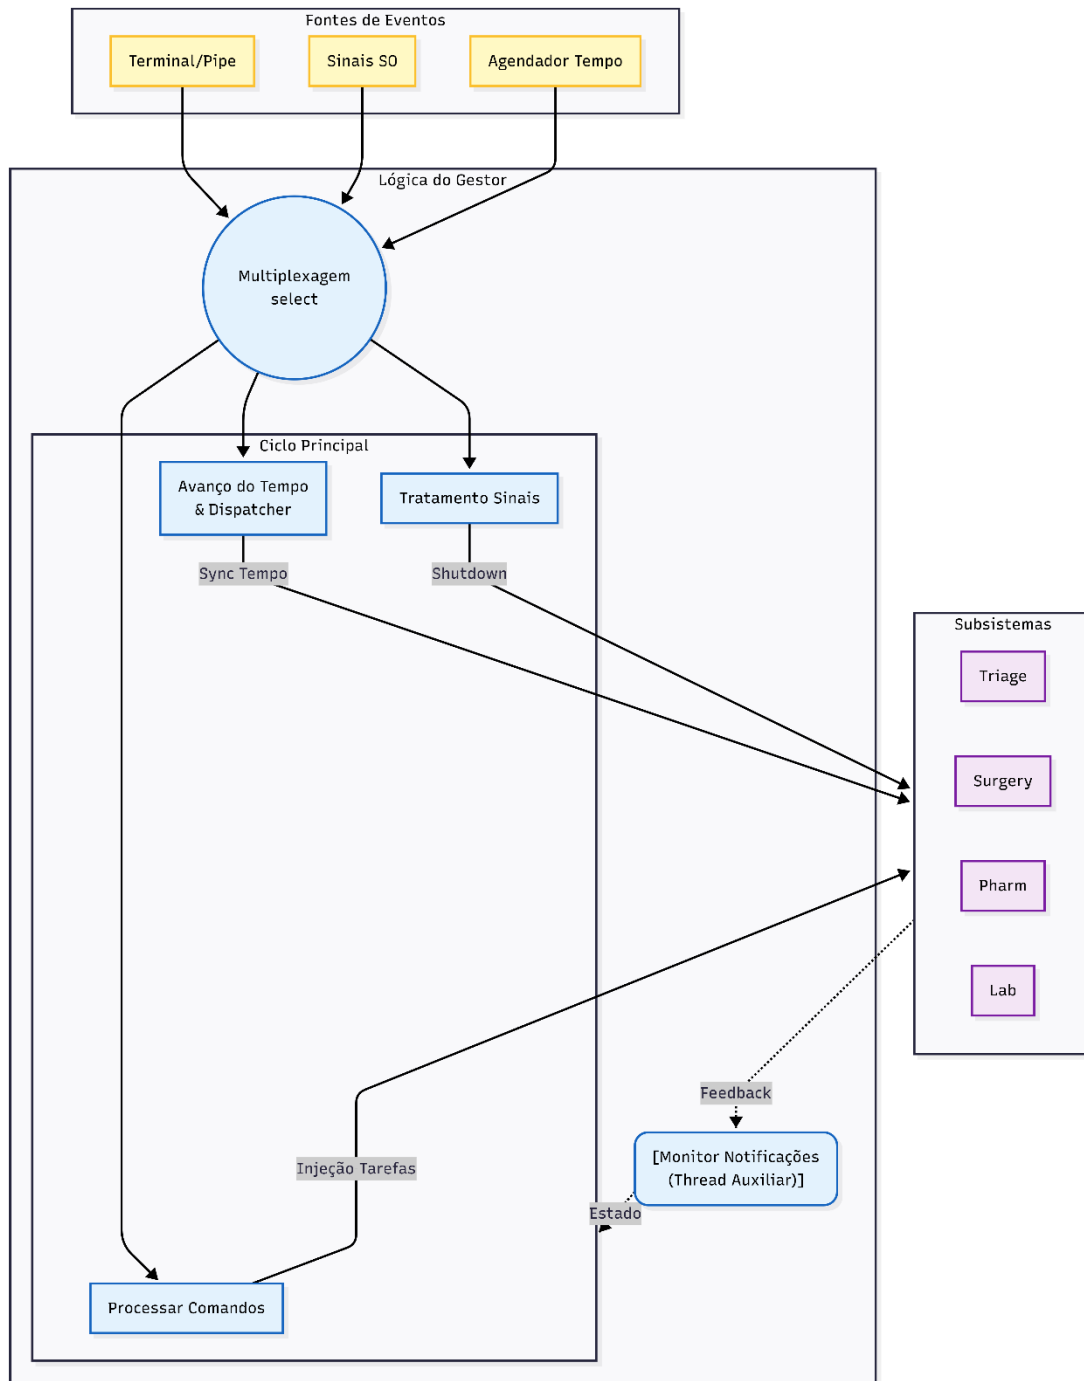 Fontes de Eventos
Terminal/Pipe
Sinais SO
Agendador Tempo
Lógica do Gestor
Multiplexagem
select
Ciclo Principal
Avanço do Tempo
& Dispatcher
Tratamento Sinais
Sync Tempo
Shutdown
Subsistemas
Triage
Surgery
Pharm
Lab
Feedback
[Monitor Notificações
(Thread Auxiliar)]
Injeção Tarefas
Estado
Processar Comandos